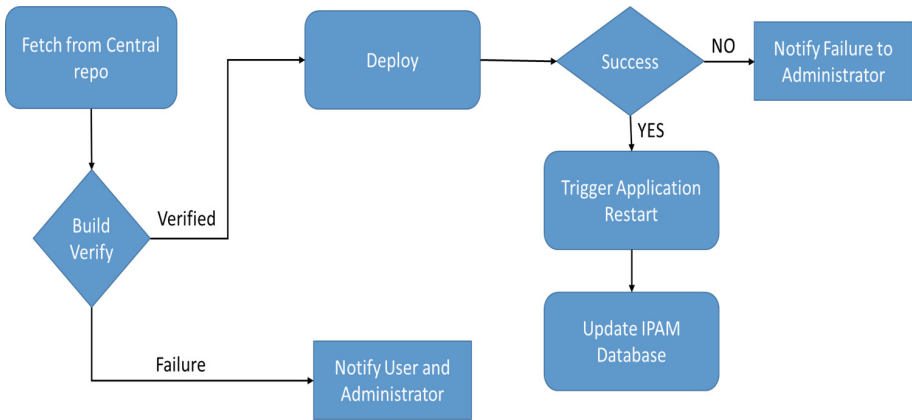 Fetch from Central
repo
Deploy
Success
NO
Notify Failure to
Administrator
YES
Trigger Application
Restart
Build
Verify
Verified
Update IPAM
Database
Failure
Notify User and
Administrator